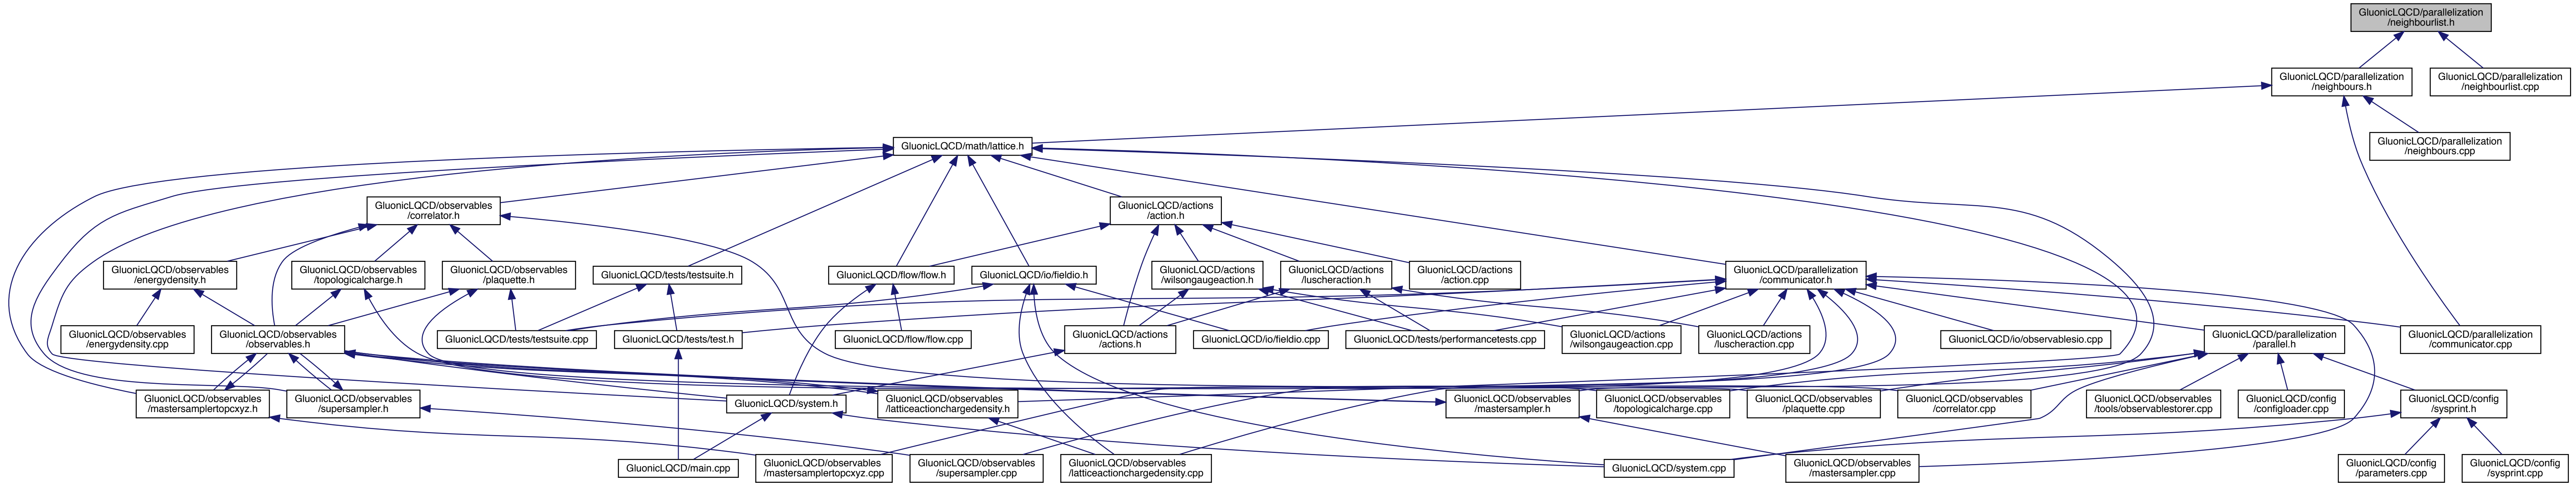 GluonicLQCD/parallelization
/neighbourlist.h
GluonicLQCD/parallelization
/neighbours.h
GluonicLQCD/parallelization
/neighbourlist.cpp
GluonicLQCD/math/lattice.h
GluonicLQCD/parallelization
/neighbours.cpp
GluonicLQCD/observables
/correlator.h
GluonicLQCD/actions
/action.h
GluonicLQCD/observables
/energydensity.h
GluonicLQCD/observables
/topologicalcharge.h
GluonicLQCD/observables
/plaquette.h
GluonicLQCD/tests/testsuite.h
GluonicLQCD/flow/flow.h
GluonicLQCD/io/fieldio.h
GluonicLQCD/actions
/wilsongaugeaction.h
GluonicLQCD/actions
/luscheraction.h
GluonicLQCD/actions
/action.cpp
GluonicLQCD/parallelization
/communicator.h
GluonicLQCD/observables
/energydensity.cpp
GluonicLQCD/observables
/observables.h
GluonicLQCD/tests/testsuite.cpp
GluonicLQCD/tests/test.h
GluonicLQCD/flow/flow.cpp
GluonicLQCD/actions
/actions.h
GluonicLQCD/io/fieldio.cpp
GluonicLQCD/tests/performancetests.cpp
GluonicLQCD/actions
/wilsongaugeaction.cpp
GluonicLQCD/actions
/luscheraction.cpp
GluonicLQCD/io/observablesio.cpp
GluonicLQCD/parallelization
/parallel.h
GluonicLQCD/parallelization
/communicator.cpp
GluonicLQCD/observables
/mastersamplertopcxyz.h
GluonicLQCD/observables
/supersampler.h
GluonicLQCD/system.h
GluonicLQCD/observables
/latticeactionchargedensity.h
GluonicLQCD/observables
/mastersampler.h
GluonicLQCD/observables
/topologicalcharge.cpp
GluonicLQCD/observables
/plaquette.cpp
GluonicLQCD/observables
/correlator.cpp
GluonicLQCD/observables
/tools/observablestorer.cpp
GluonicLQCD/config
/configloader.cpp
GluonicLQCD/config
/sysprint.h
GluonicLQCD/main.cpp
GluonicLQCD/observables
/mastersamplertopcxyz.cpp
GluonicLQCD/observables
/supersampler.cpp
GluonicLQCD/observables
/latticeactionchargedensity.cpp
GluonicLQCD/system.cpp
GluonicLQCD/observables
/mastersampler.cpp
GluonicLQCD/config
/parameters.cpp
GluonicLQCD/config
/sysprint.cpp